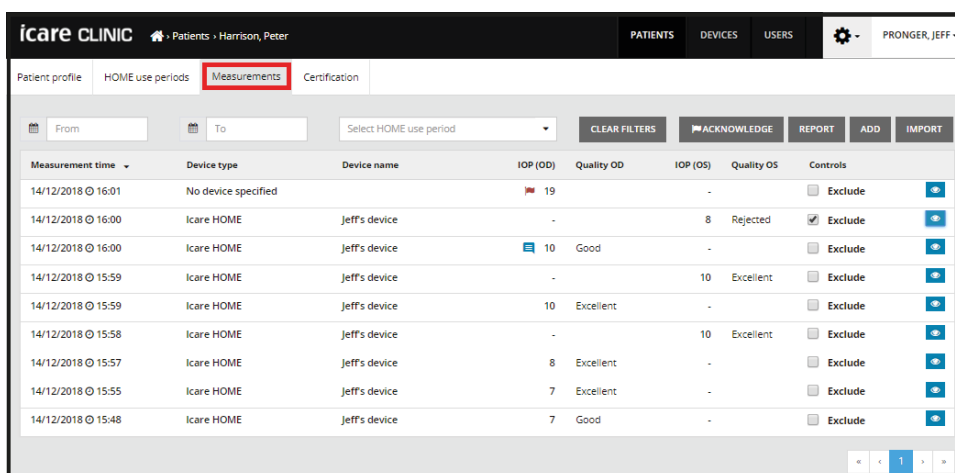 icare CLINIC › Patients › Harrison, Peter PATIENTS DEVICES USERS PRONGER, JEFF
Patient profile HOME use periods Measurements Certification
From To Select HOME use period CLEAR FILTERS ACKNOWLEDGE REPORT ADD IMPORT
Measurement time Device type Device name IOP (OD) Quality OD IOP (OS) Quality OS Controls
14/12/2018 16:01 No device specified 19 - Exclude
14/12/2018 16:00 Icare HOME Jeff's device - 8 Rejected Exclude
14/12/2018 16:00 Icare HOME Jeff's device 10 Good - Exclude
14/12/2018 15:59 Icare HOME Jeff's device - 10 Excellent Exclude
14/12/2018 15:59 Icare HOME Jeff's device 10 Excellent - Exclude
14/12/2018 15:58 Icare HOME Jeff's device - 10 Excellent Exclude
14/12/2018 15:57 Icare HOME Jeff's device 8 Excellent - Exclude
14/12/2018 15:55 Icare HOME Jeff's device 7 Excellent - Exclude
14/12/2018 15:48 Icare HOME Jeff's device 7 Good - Exclude
« ‹ 1 › »